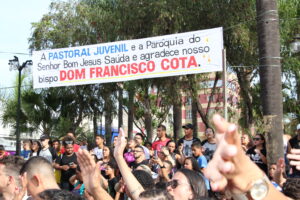 A PASTORAL JUVENIL e a Paróquia do
Senhor Bom Jesus Saúda e agradece nosso
bispo DOM FRANCISCO COTA.